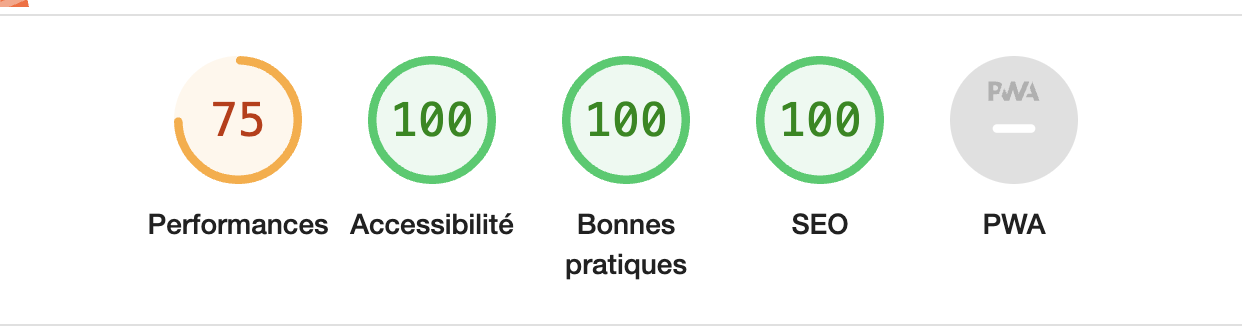 75
100
100
100
PWA
Performances
Accessibilité
Bonnes
pratiques
SEO
PWA